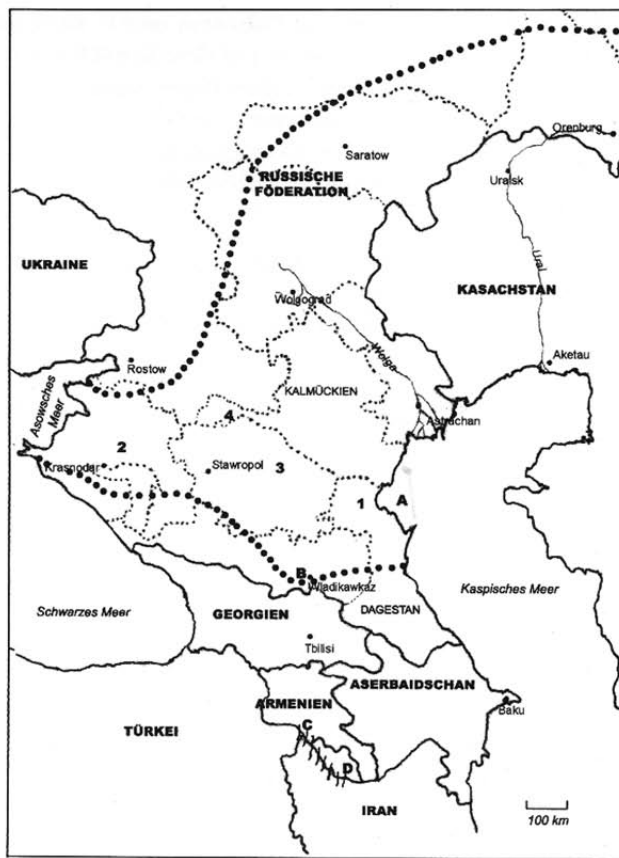 Orenburg
Saratow
Uralsk
RUSSISCHE
FÖDERATION
UKRAINE
Ural
KASACHSTAN
Wolgograd
Wolga
Rostow
Aketau
KALMÜCKIEN
Asowsches
Meer
Astrachan
4
2
Krasnodar
Stawropol
3
1
A
B
Wladikawkaz
Kaspisches Meer
Schwarzes Meer
GEORGIEN
DAGESTAN
Tbilisi
ASERBAIDSCHAN
ARMENIEN
Baku
C
TÜRKEI
D
IRAN
100 km